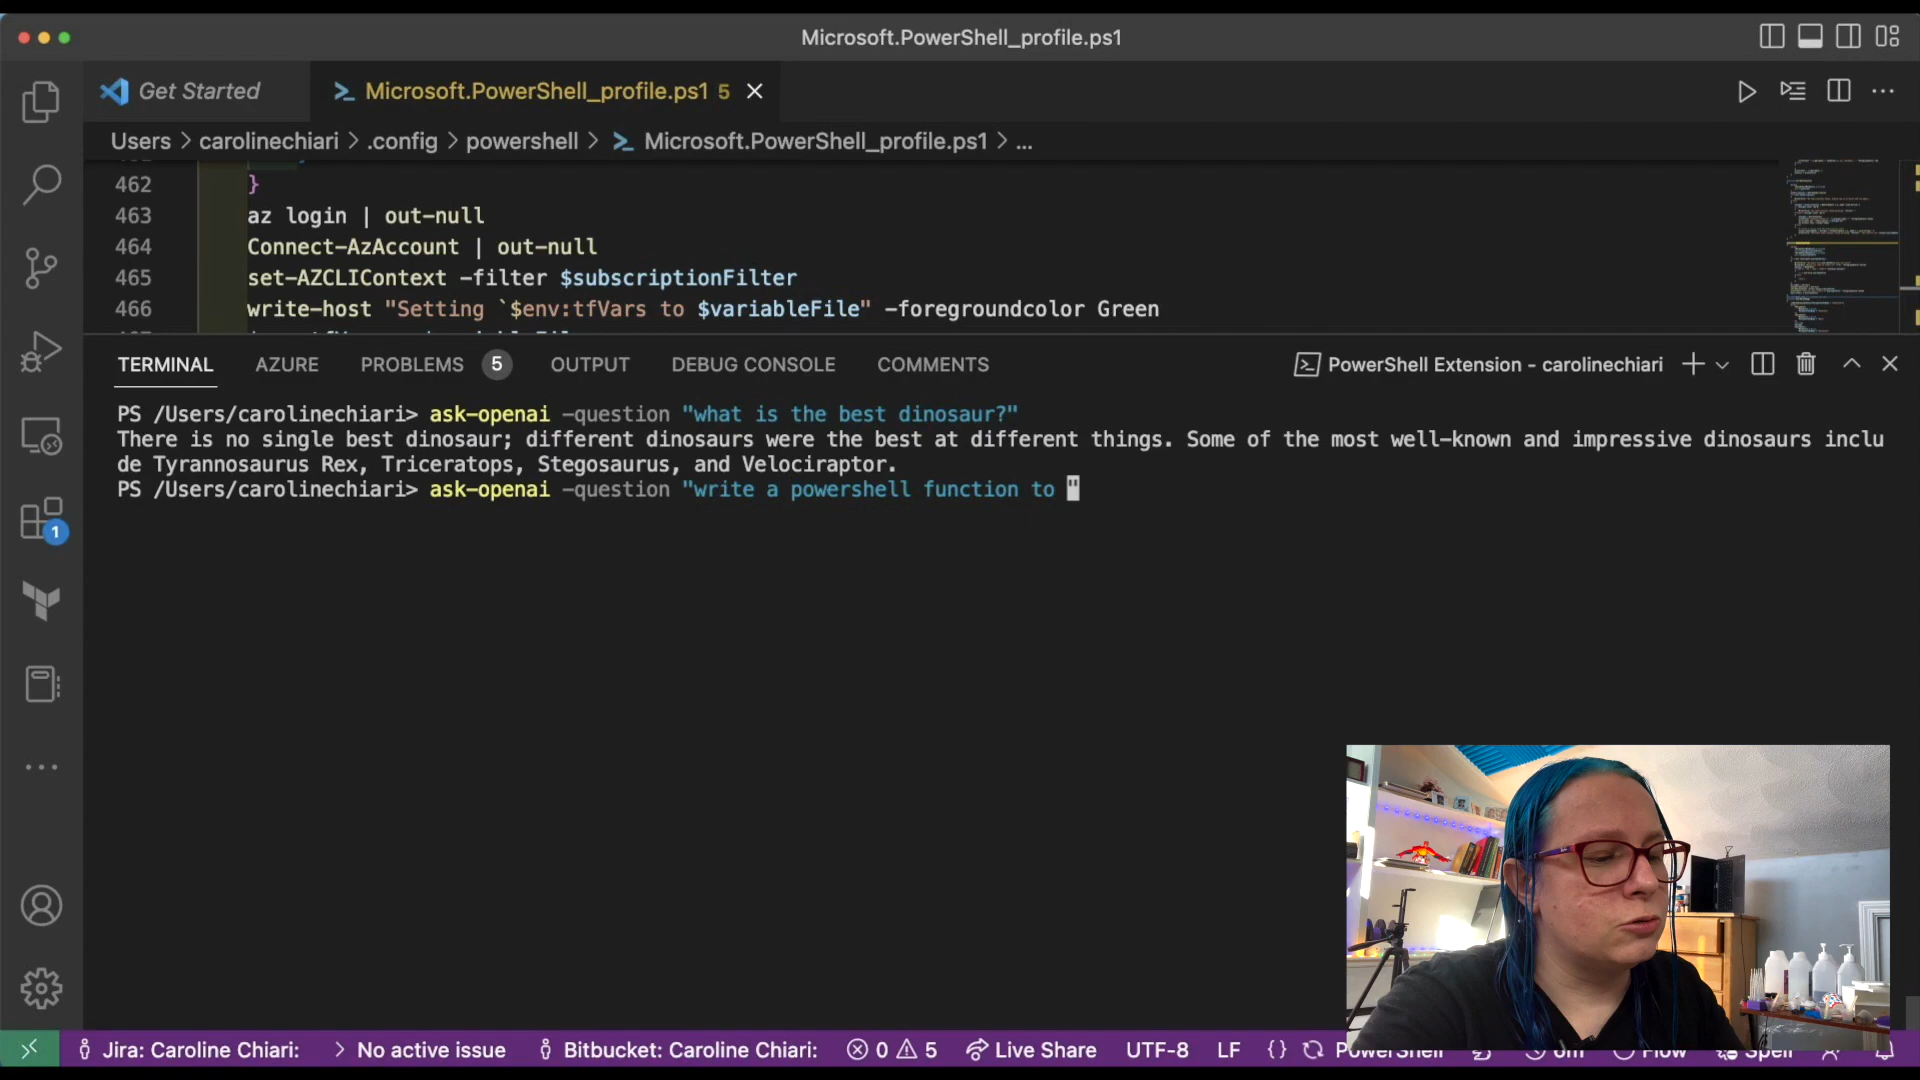 Microsoft.PowerShell_profile.ps1
Get Started
Microsoft.PowerShell_profile.ps1 5
Users > carolinechiari > .config > powershell > Microsoft.PowerShell_profile.ps1 > ...
462 }
463 az login | out-null
464 Connect-AzAccount | out-null
465 set-AZCLIContext -filter $subscriptionFilter
466 write-host "Setting `$env:tfVars to $variableFile" -foregroundcolor Green
TERMINAL AZURE PROBLEMS 5 OUTPUT DEBUG CONSOLE COMMENTS PowerShell Extension - carolinechiari
PS /Users/carolinechiari> ask-openai -question "what is the best dinosaur?"
There is no single best dinosaur; different dinosaurs were the best at different things. Some of the most well-known and impressive dinosaurs inclu
de Tyrannosaurus Rex, Triceratops, Stegosaurus, and Velociraptor.
PS /Users/carolinechiari> ask-openai -question "write a powershell function to "
1
Jira: Caroline Chiari: > No active issue Bitbucket: Caroline Chiari: 0 5 Live Share UTF-8 LF {} PowerShell